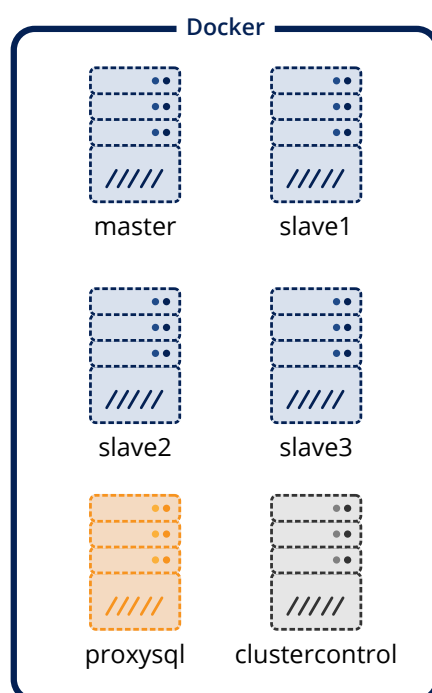 Docker
master
slave1
slave2
slave3
proxysql
clustercontrol